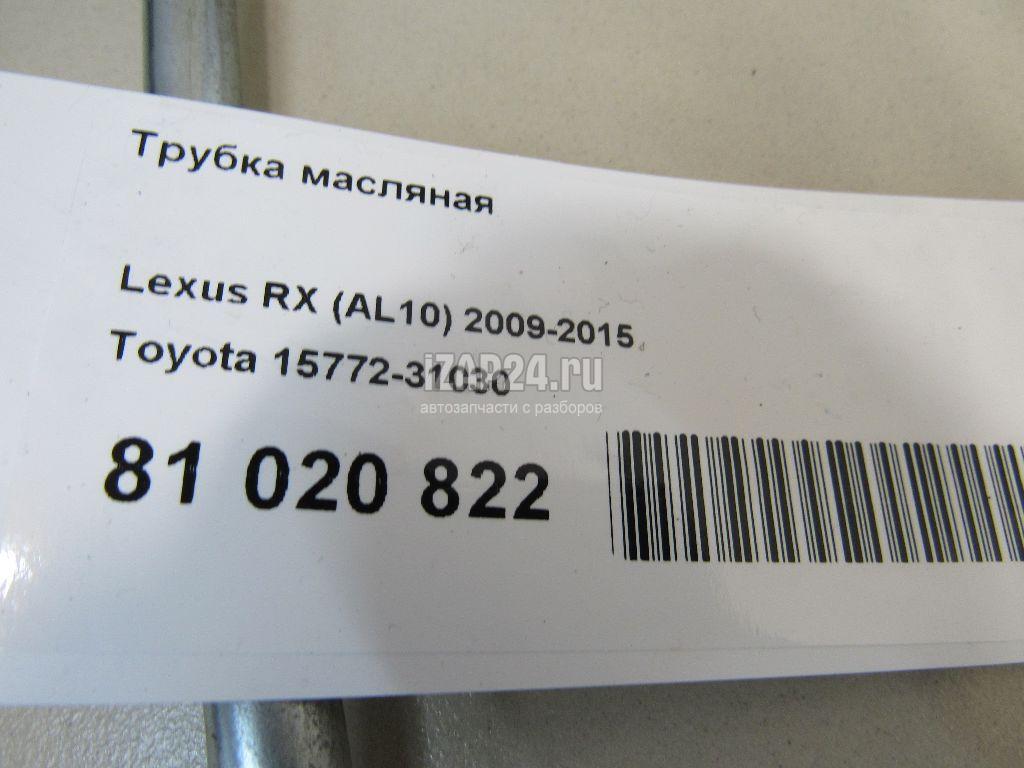 Трубка масляная
Lexus RX (AL10) 2009-2015
Toyota 15772-31030
iZAP24.ru
автозапчасти с разборов
81 020 822